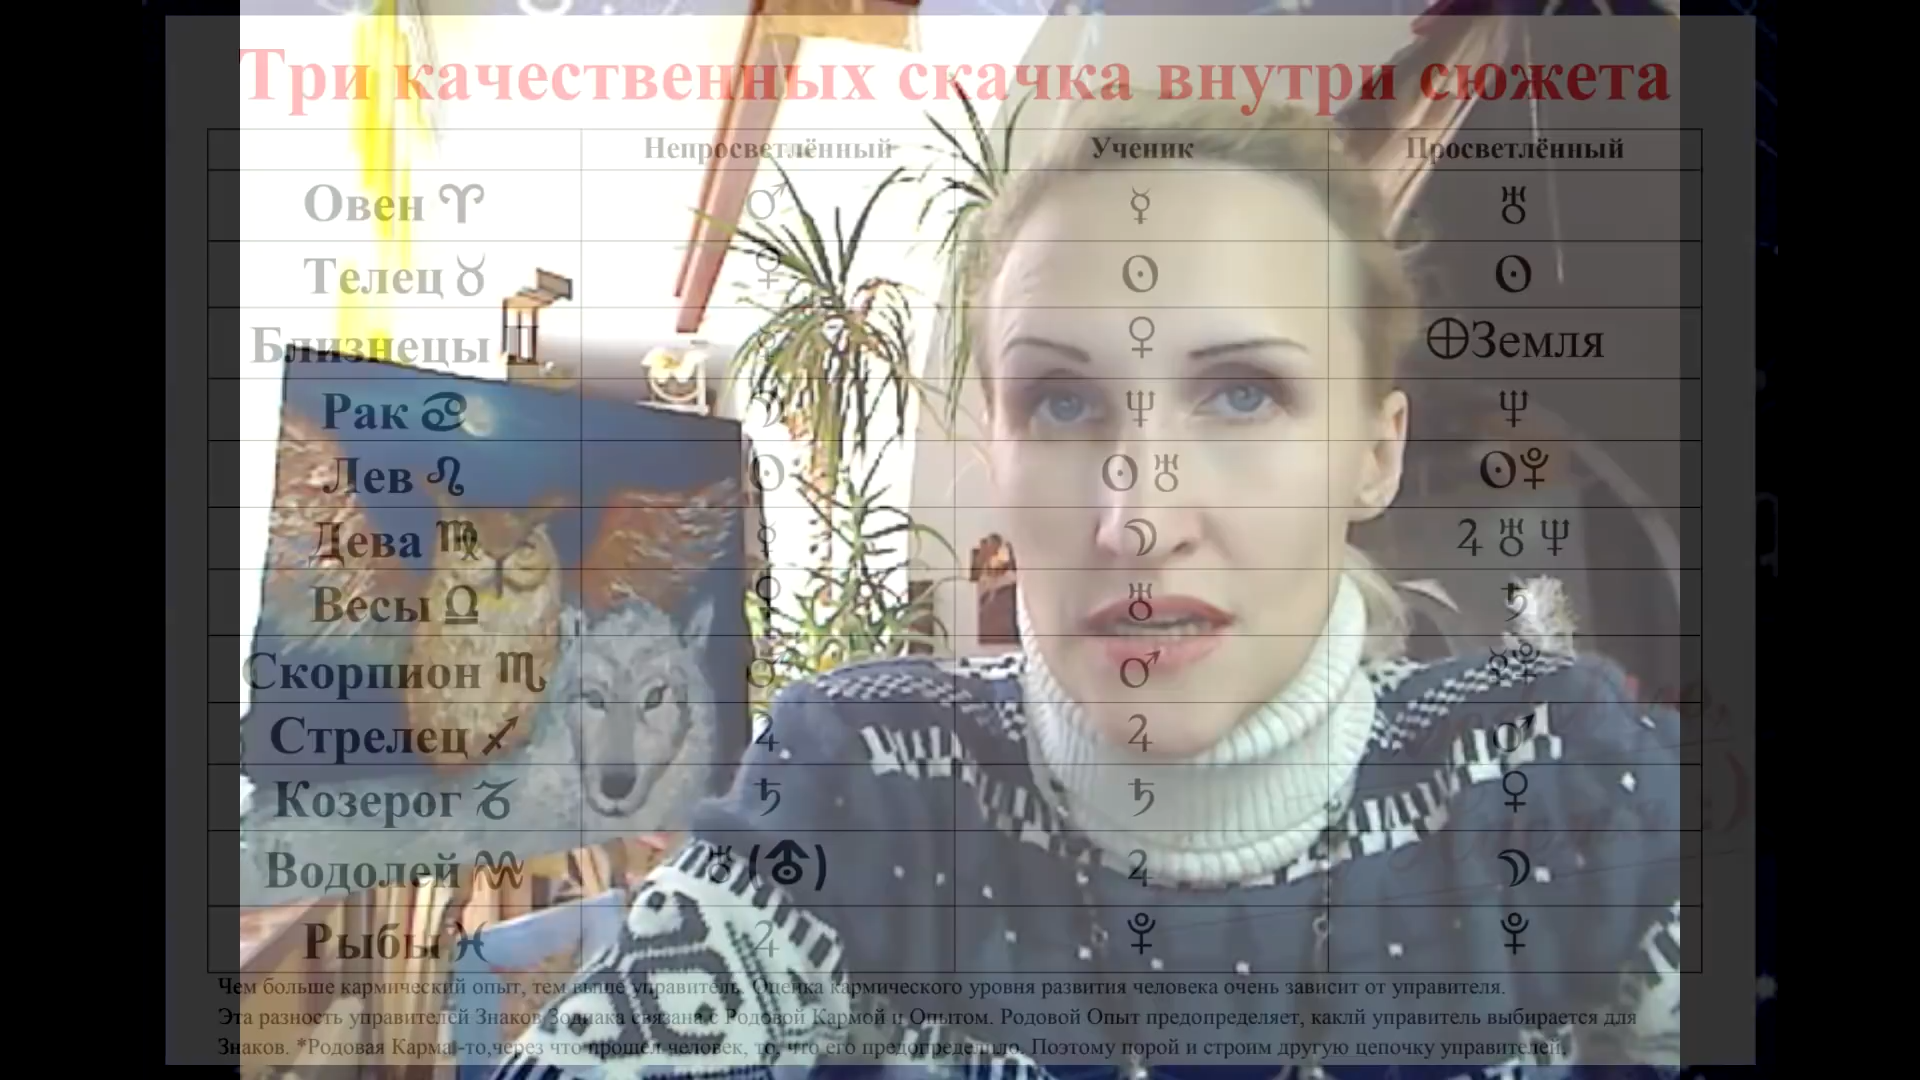 Три качественных скачка внутри сюжета
Непросветлённый Ученик Просветлённый
Овен ♈ ♂ ☿ ♅
Телец ♉ ♀ ☉ ☉
Близнецы ♊ ☿ ♀ ⊕Земля
Рак ♋ ☽ ♆ ♆
Лев ♌ ☉ ☉ ♅ ☉♇
Дева ♍ ☿ ☽ ♃ ♅ ♆
Весы ♎ ♀ ♅ ♄
Скорпион ♏ ♂ ♂ ☿♇
Стрелец ♐ ♃ ♃ ♂
Козерог ♑ ♄ ♄ ♀
Водолей ♒ ♅ (⛢) ♃ ☽
Рыбы ♓ ♃ ♇ ♇
Чем больше кармический опыт, тем выше управитель. Оценка кармического уровня развития человека очень зависит от управителя.
Эта разность управителей Знаков Зодиака связана с Родовой Кармой и Опытом. Родовой Опыт предопределяет, каклй управитель выбирается для
Знаков. *Родовая Карма -то,через что прошел человек, то, что его предопределило. Поэтому порой и строим другую цепочку управителей.